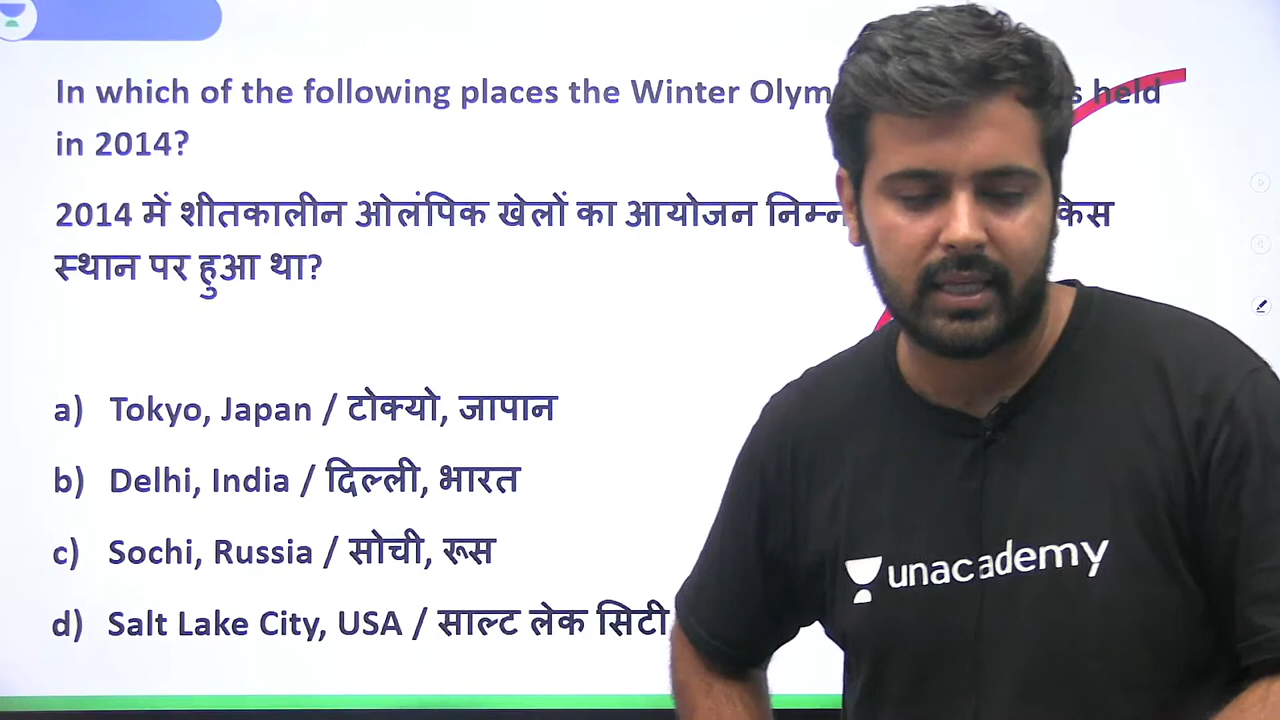 In which of the following places the Winter held
in 2014?
2014 में शीतकालीन ओलंपिक खेलों का आयोजन
स्थान पर हुआ था?
a) Tokyo, Japan / टोक्यो, जापान
b) Delhi, India / दिल्ली, भारत
c) Sochi, Russia / सोची, रूस
d) Salt Lake City, USA / साल्ट लेक सिटी
unacademy